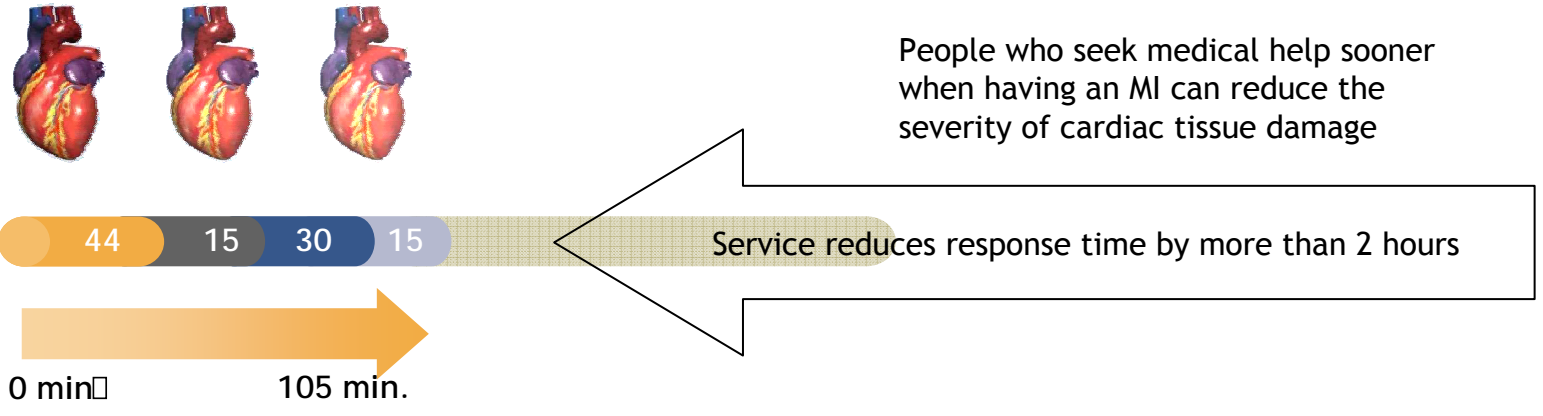 People who seek medical help sooner
when having an MI can reduce the
severity of cardiac tissue damage
44 15 30 15
Service reduces response time by more than 2 hours
0 min□ 105 min.